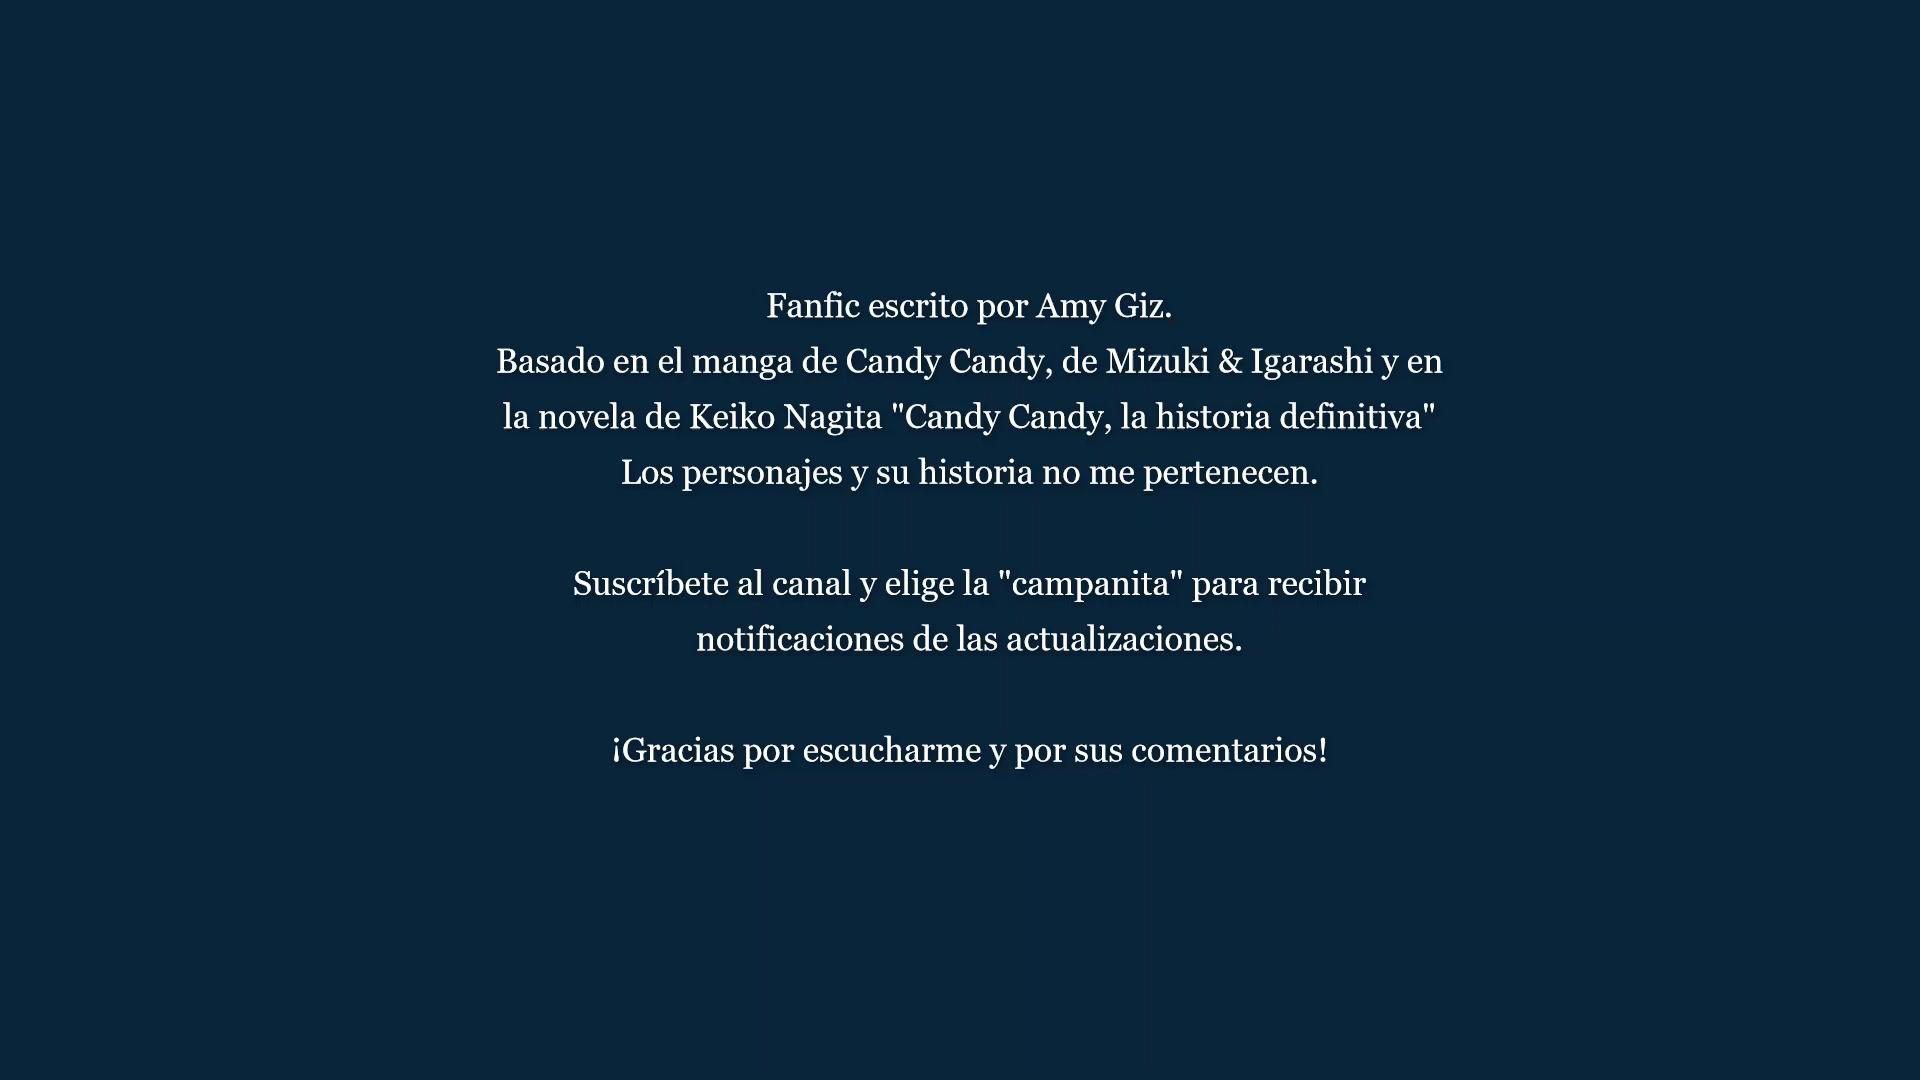 Fanfic escrito por Amy Giz.
Basado en el manga de Candy Candy, de Mizuki & Igarashi y en
la novela de Keiko Nagita "Candy Candy, la historia definitiva"
Los personajes y su historia no me pertenecen.
Suscríbete al canal y elige la "campanita" para recibir
notificaciones de las actualizaciones.
¡Gracias por escucharme y por sus comentarios!